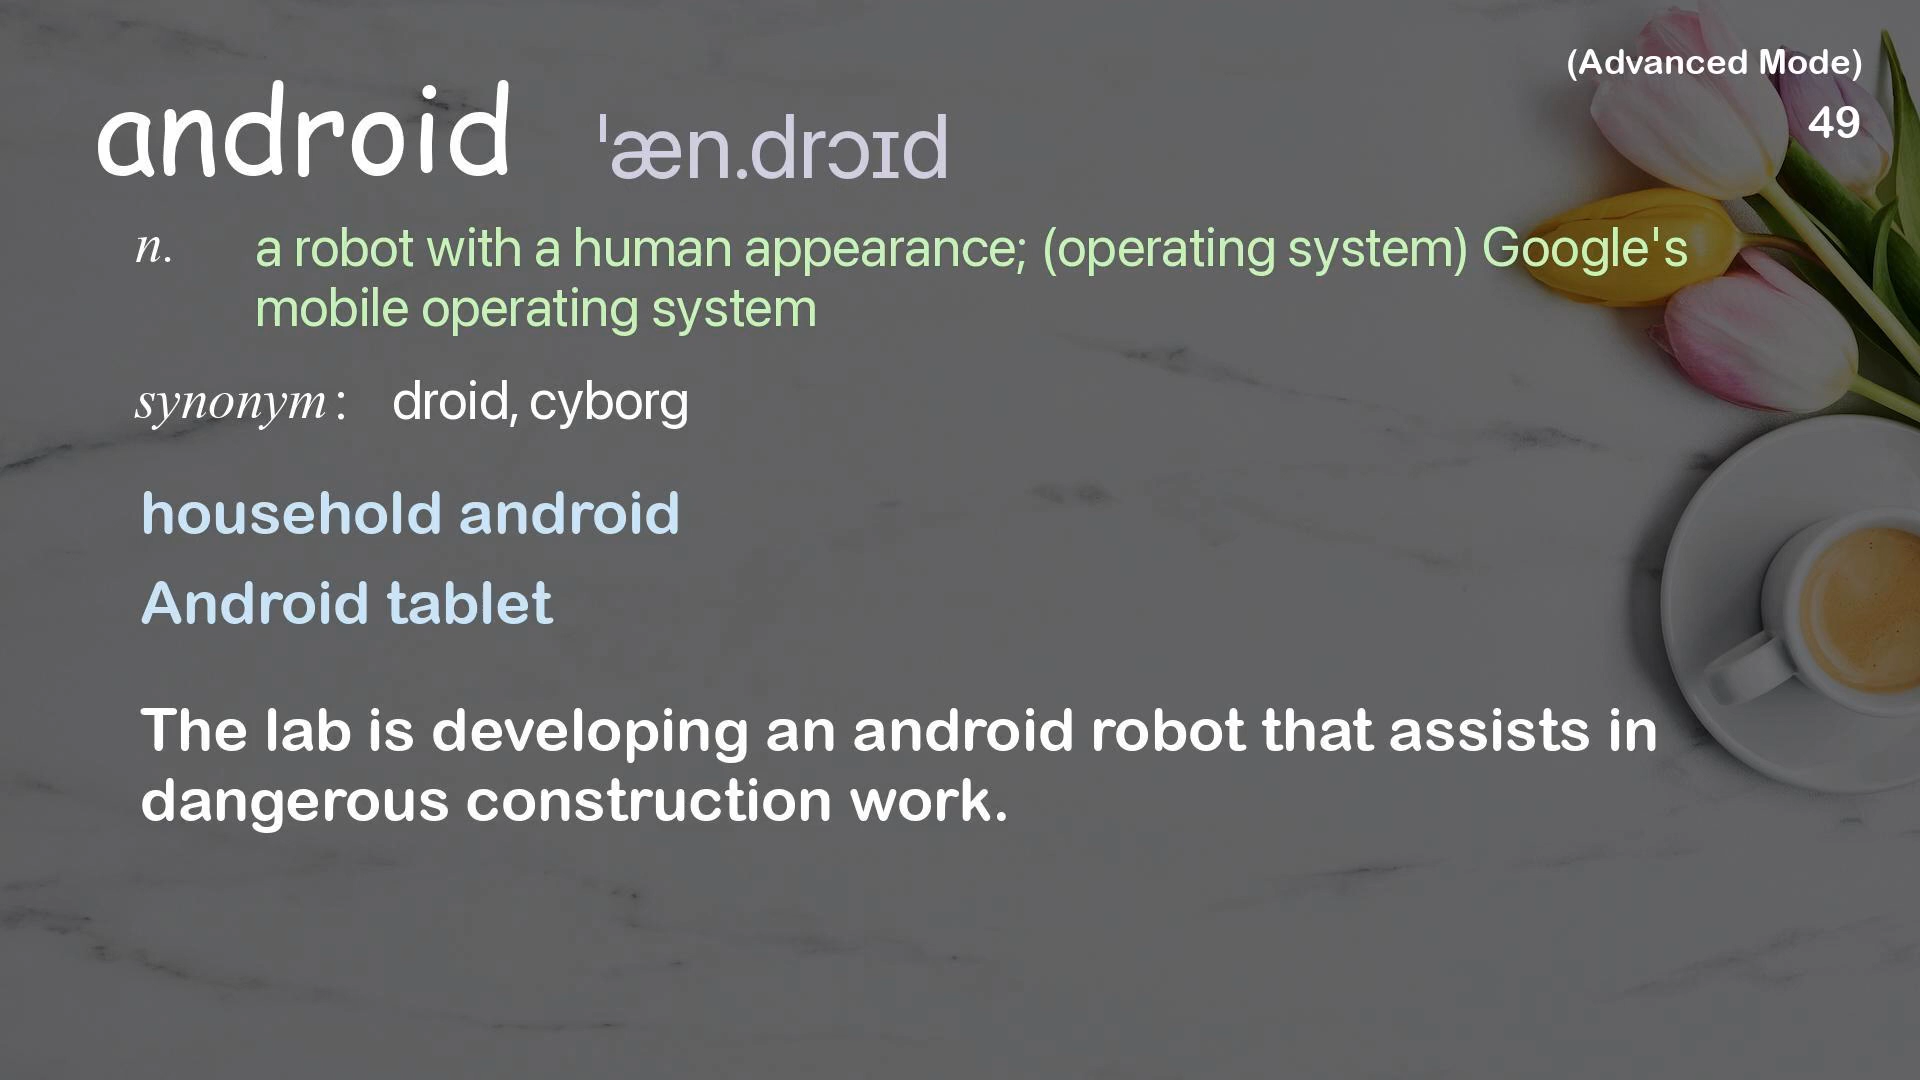 (Advanced Mode)
49
android ˈæn.drɔɪd
n. a robot with a human appearance; (operating system) Google's
mobile operating system
synonym: droid, cyborg
household android
Android tablet
The lab is developing an android robot that assists in
dangerous construction work.